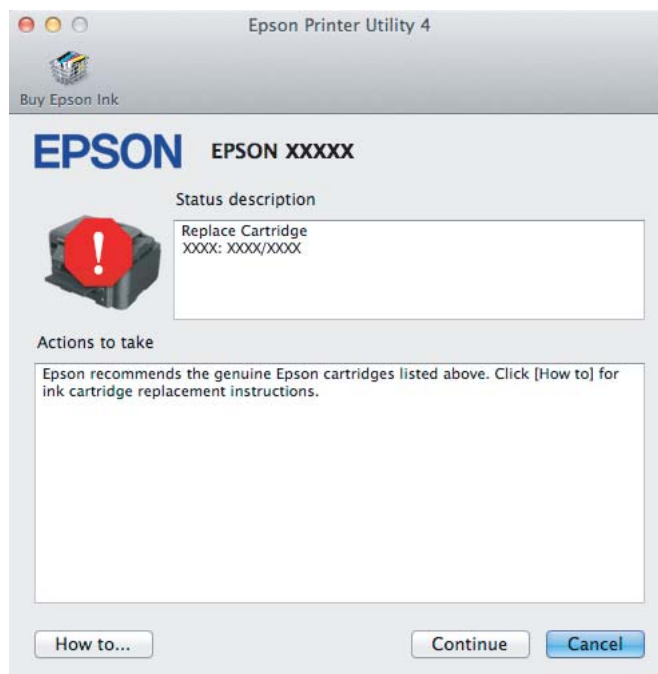 Epson Printer Utility 4
Buy Epson Ink
EPSON EPSON XXXXX
Status description
Replace Cartridge
XXXX: XXXX/XXXX
Actions to take
Epson recommends the genuine Epson cartridges listed above. Click [How to] for
ink cartridge replacement instructions.
How to... Continue Cancel